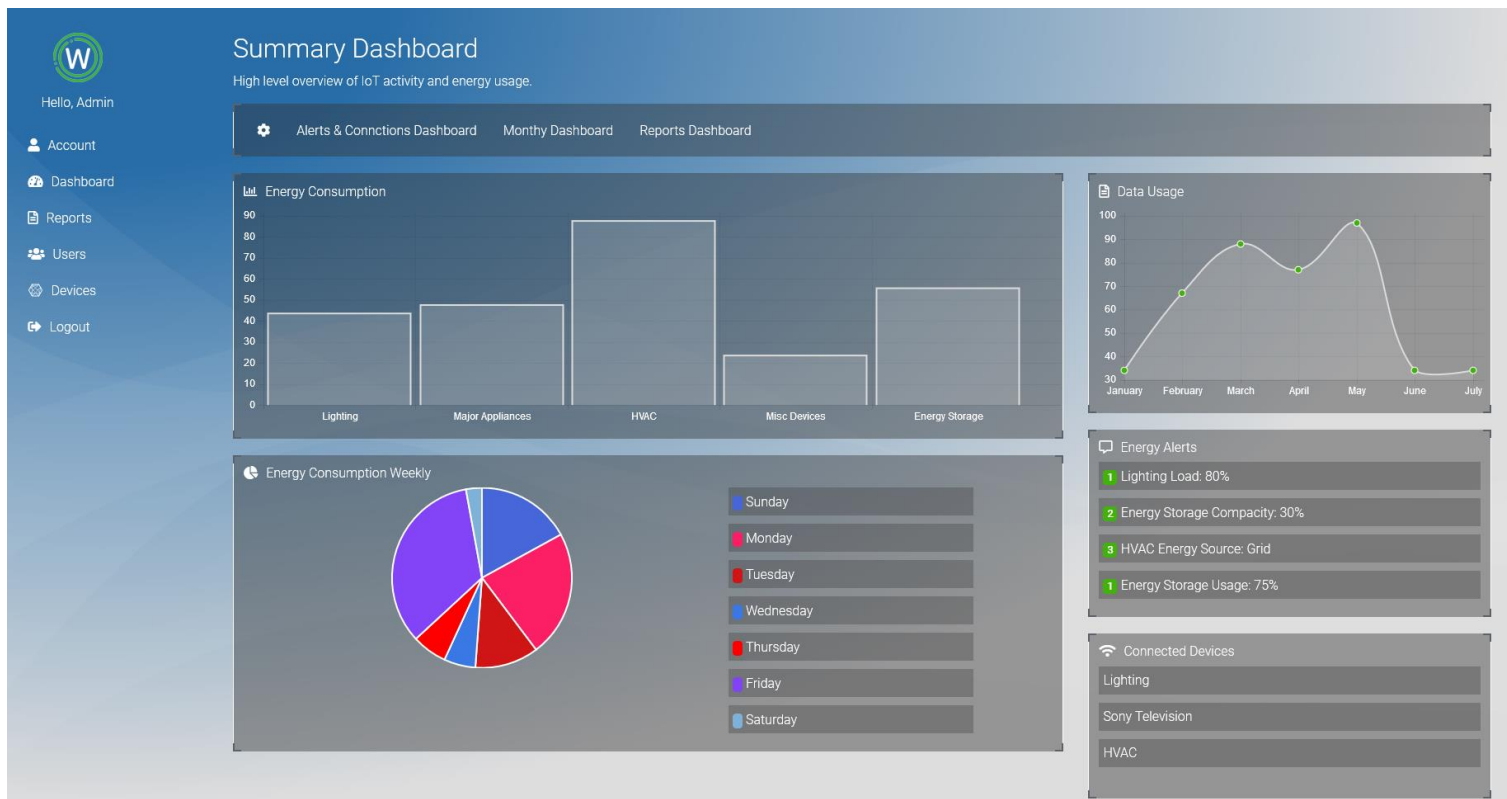 W
Hello, Admin
Account
Dashboard
Reports
Users
Devices
Logout
Summary Dashboard
High level overview of IoT activity and energy usage.
Alerts & Connctions Dashboard Monthy Dashboard Reports Dashboard
Energy Consumption
90
80
70
60
50
40
30
20
10
0
Lighting Major Appliances HVAC Misc Devices Energy Storage
Energy Consumption Weekly
Sunday
Monday
Tuesday
Wednesday
Thursday
Friday
Saturday
Data Usage
100
90
80
70
60
50
40
30
January February March April May June July
Energy Alerts
1 Lighting Load: 80%
2 Energy Storage Compacity: 30%
3 HVAC Energy Source: Grid
1 Energy Storage Usage: 75%
Connected Devices
Lighting
Sony Television
HVAC